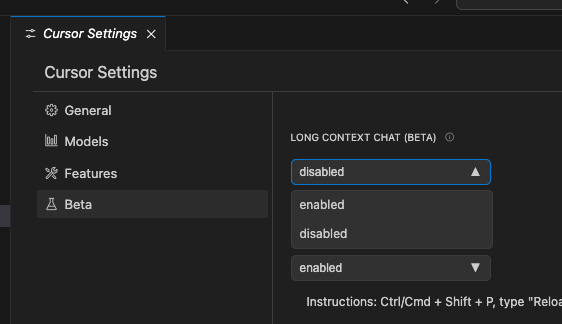 Cursor Settings
Cursor Settings
General
Models
Features
Beta
LONG CONTEXT CHAT (BETA)
disabled
enabled
disabled
enabled
Instructions: Ctrl/Cmd + Shift + P, type "Reloa